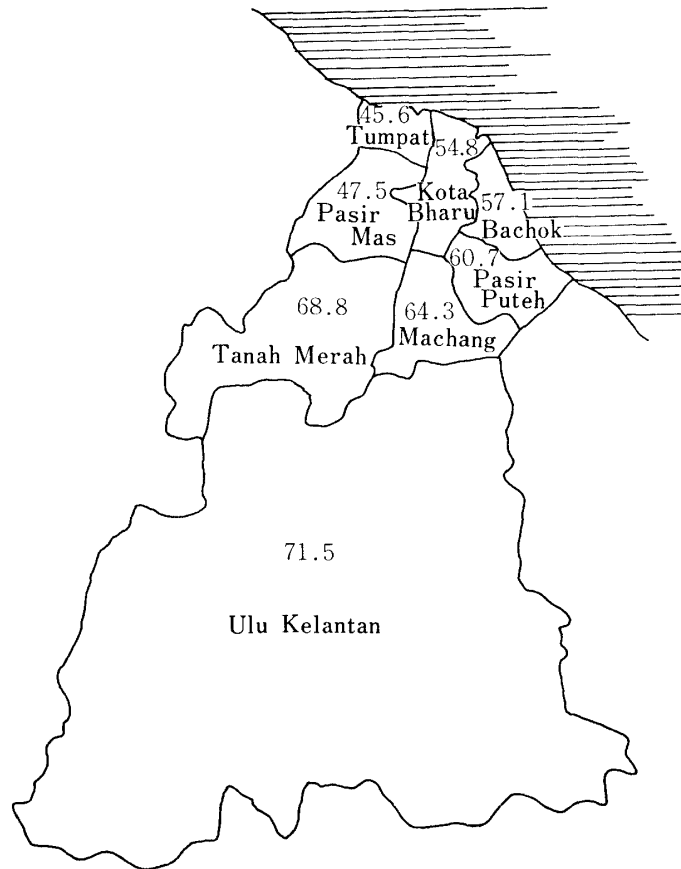 45.6
Tumpat
54.8
Kota
Bharu
47.5
Pasir
Mas
57.1
Bachok
60.7
Pasir
Puteh
68.8
Tanah Merah
64.3
Machang
71.5
Ulu Kelantan